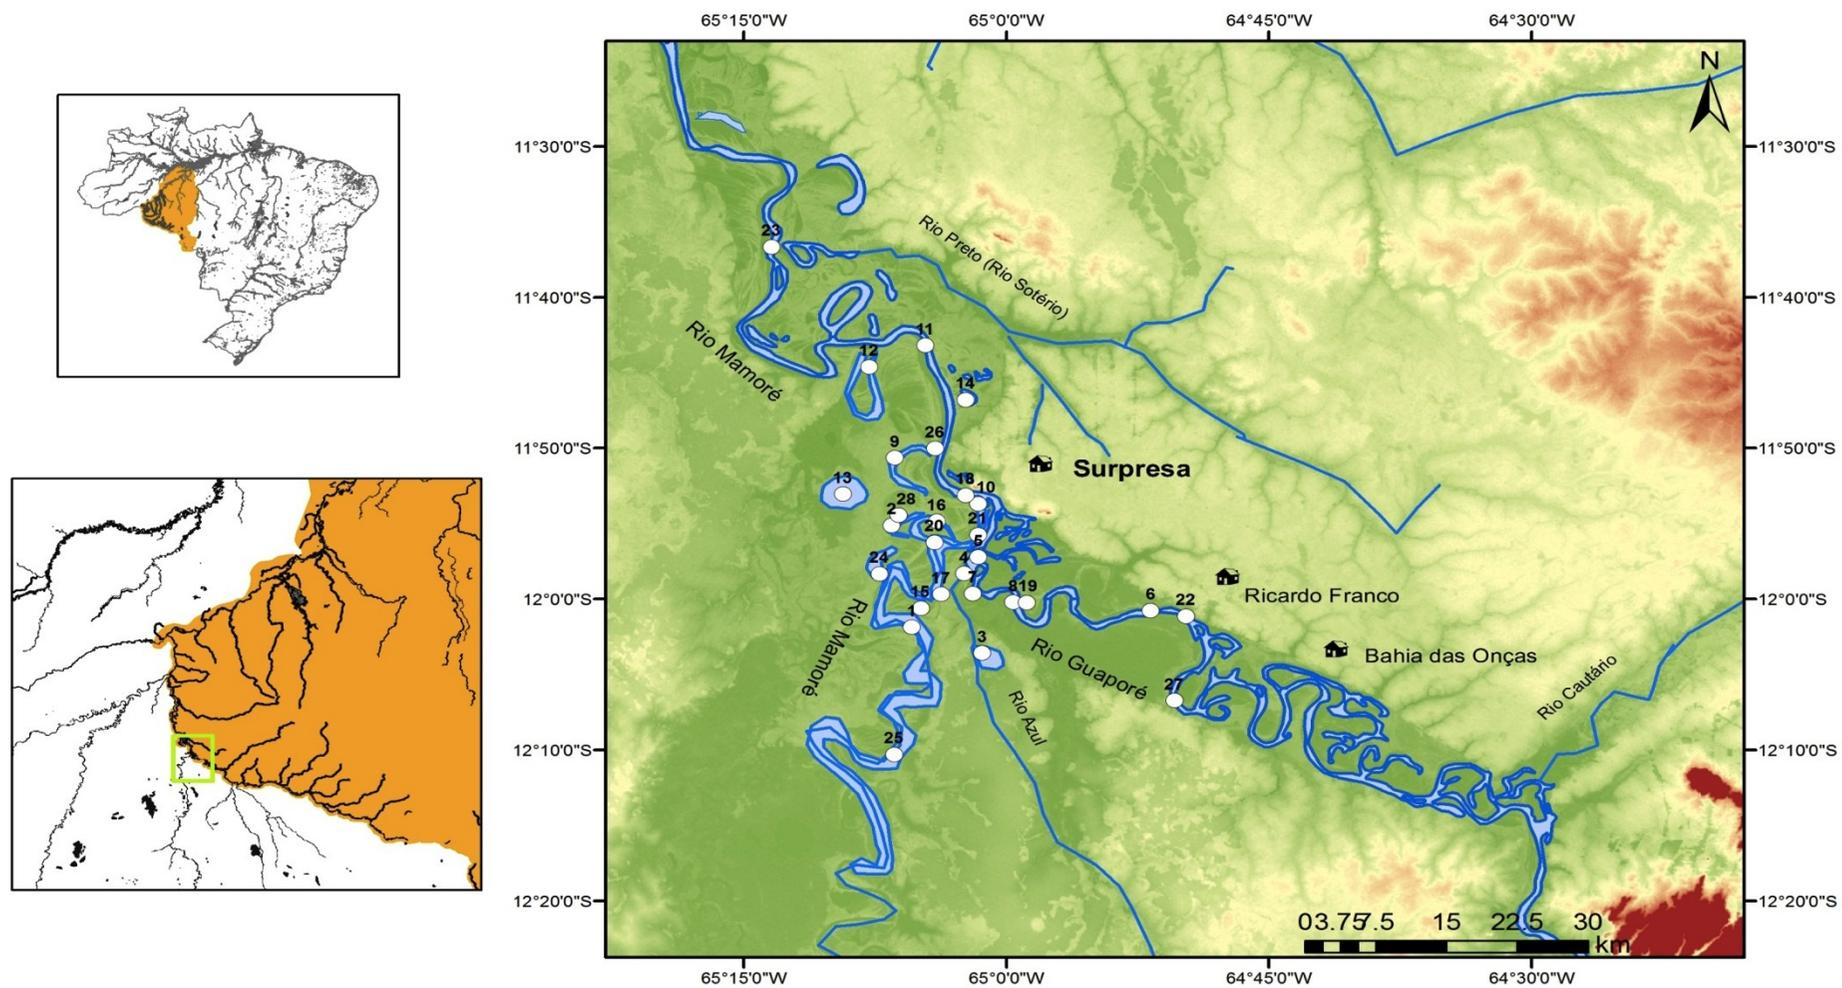 65°15'0"W 65°0'0"W 64°45'0"W 64°30'0"W
N
11°30'0"S 11°30'0"S
23
Rio Preto (Rio Sotério)
11°40'0"S 11°40'0"S
Rio Mamoré
11
12
14
26
9
11°50'0"S 11°50'0"S
Surpresa
13
18
10
28
2
16
21
20
5
24
4
17
7
Ricardo Franco
15
8
19
6
22
12°0'0"S 12°0'0"S
1
Rio Mamoré
3
Rio Guaporé
Bahia das Onças
27
Rio Cautário
Rio Azul
25
12°10'0"S 12°10'0"S
12°20'0"S 12°20'0"S
0 3.75 7.5 15 22.5 30
km
65°15'0"W 65°0'0"W 64°45'0"W 64°30'0"W